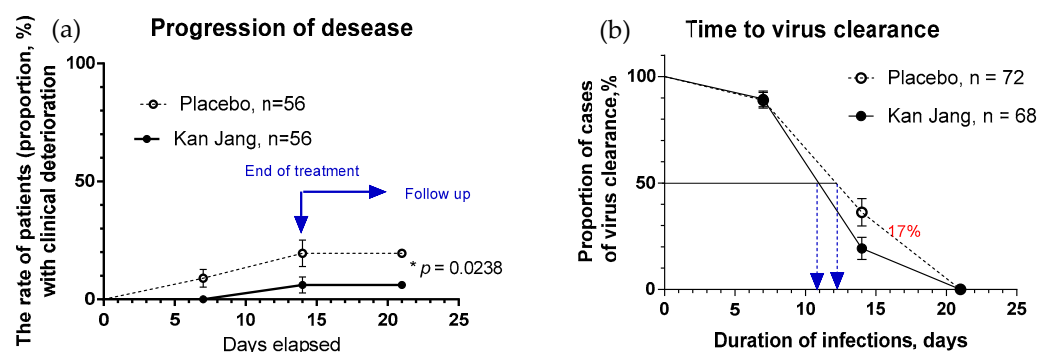 (a)
Progression of desease
The rate of patients (proportion, %)
with clinical deterioration
100
50
0
Placebo, n=56
Kan Jang, n=56
End of treatment
Follow up
* p = 0.0238
0 5 10 15 20 25
Days elapsed
(b)
Time to virus clearance
Proportion of cases
of virus clearance,%
100
50
0
Placebo, n = 72
Kan Jang, n = 68
17%
0 5 10 15 20 25
Duration of infections, days